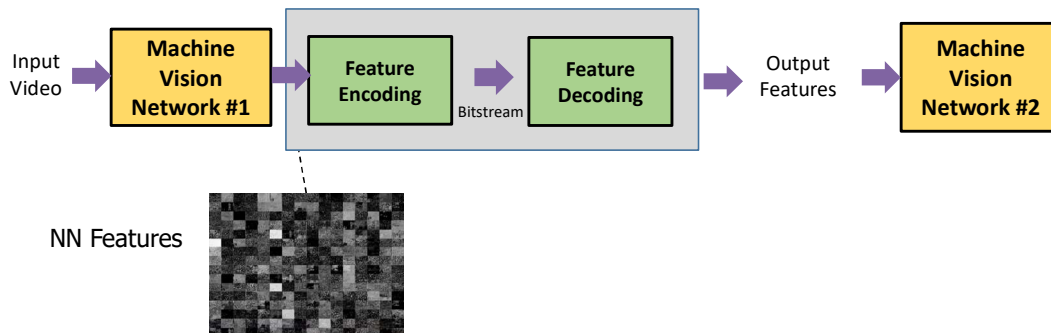 Input
Video
Machine
Vision
Network #1
Feature
Encoding
Bitstream
Feature
Decoding
Output
Features
Machine
Vision
Network #2
NN Features